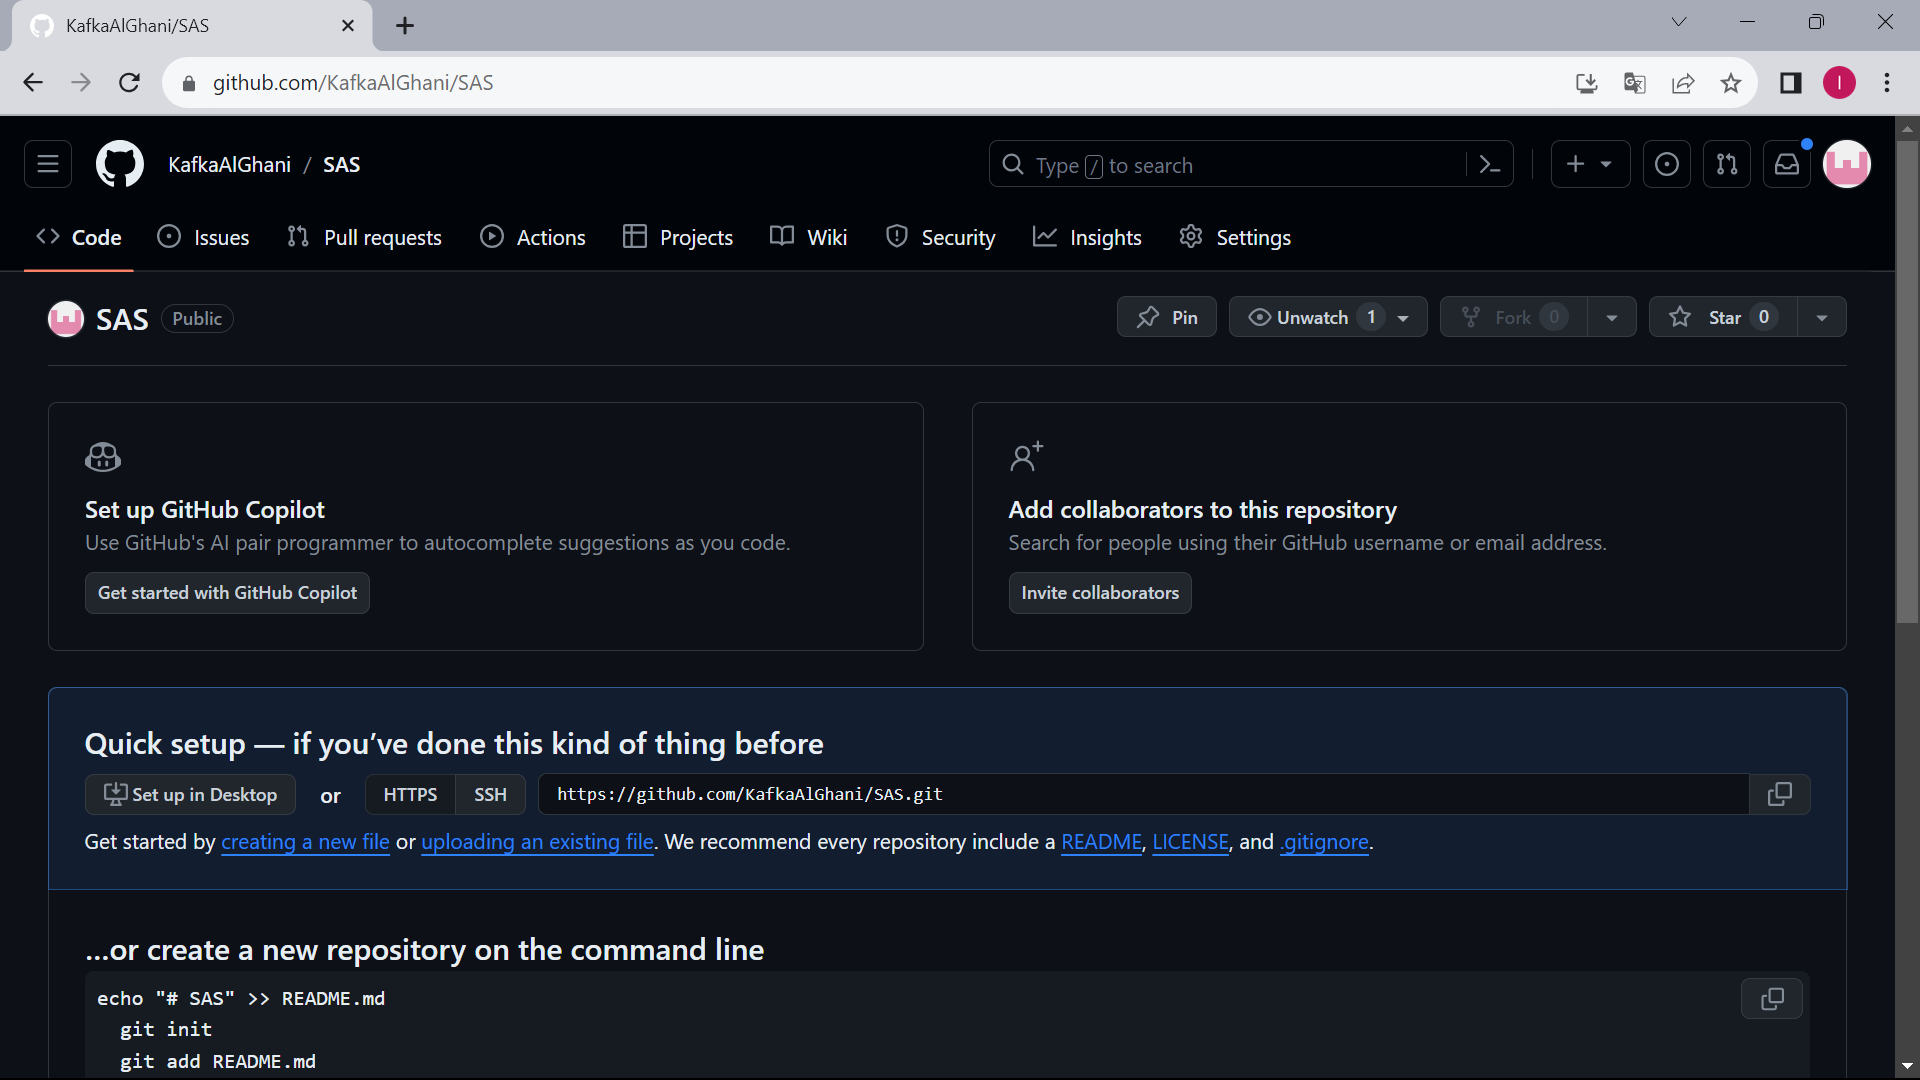 KafkaAlGhani/SAS
github.com/KafkaAlGhani/SAS
I
KafkaAlGhani / SAS
Type / to search
Code Issues Pull requests Actions Projects Wiki Security Insights Settings
SAS Public
Pin Unwatch 1 Fork 0 Star 0
Set up GitHub Copilot
Use GitHub's AI pair programmer to autocomplete suggestions as you code.
Get started with GitHub Copilot
Add collaborators to this repository
Search for people using their GitHub username or email address.
Invite collaborators
Quick setup — if you’ve done this kind of thing before
Set up in Desktop or HTTPS SSH https://github.com/KafkaAlGhani/SAS.git
Get started by creating a new file or uploading an existing file. We recommend every repository include a README, LICENSE, and .gitignore.
…or create a new repository on the command line
echo "# SAS" >> README.md
git init
git add README.md